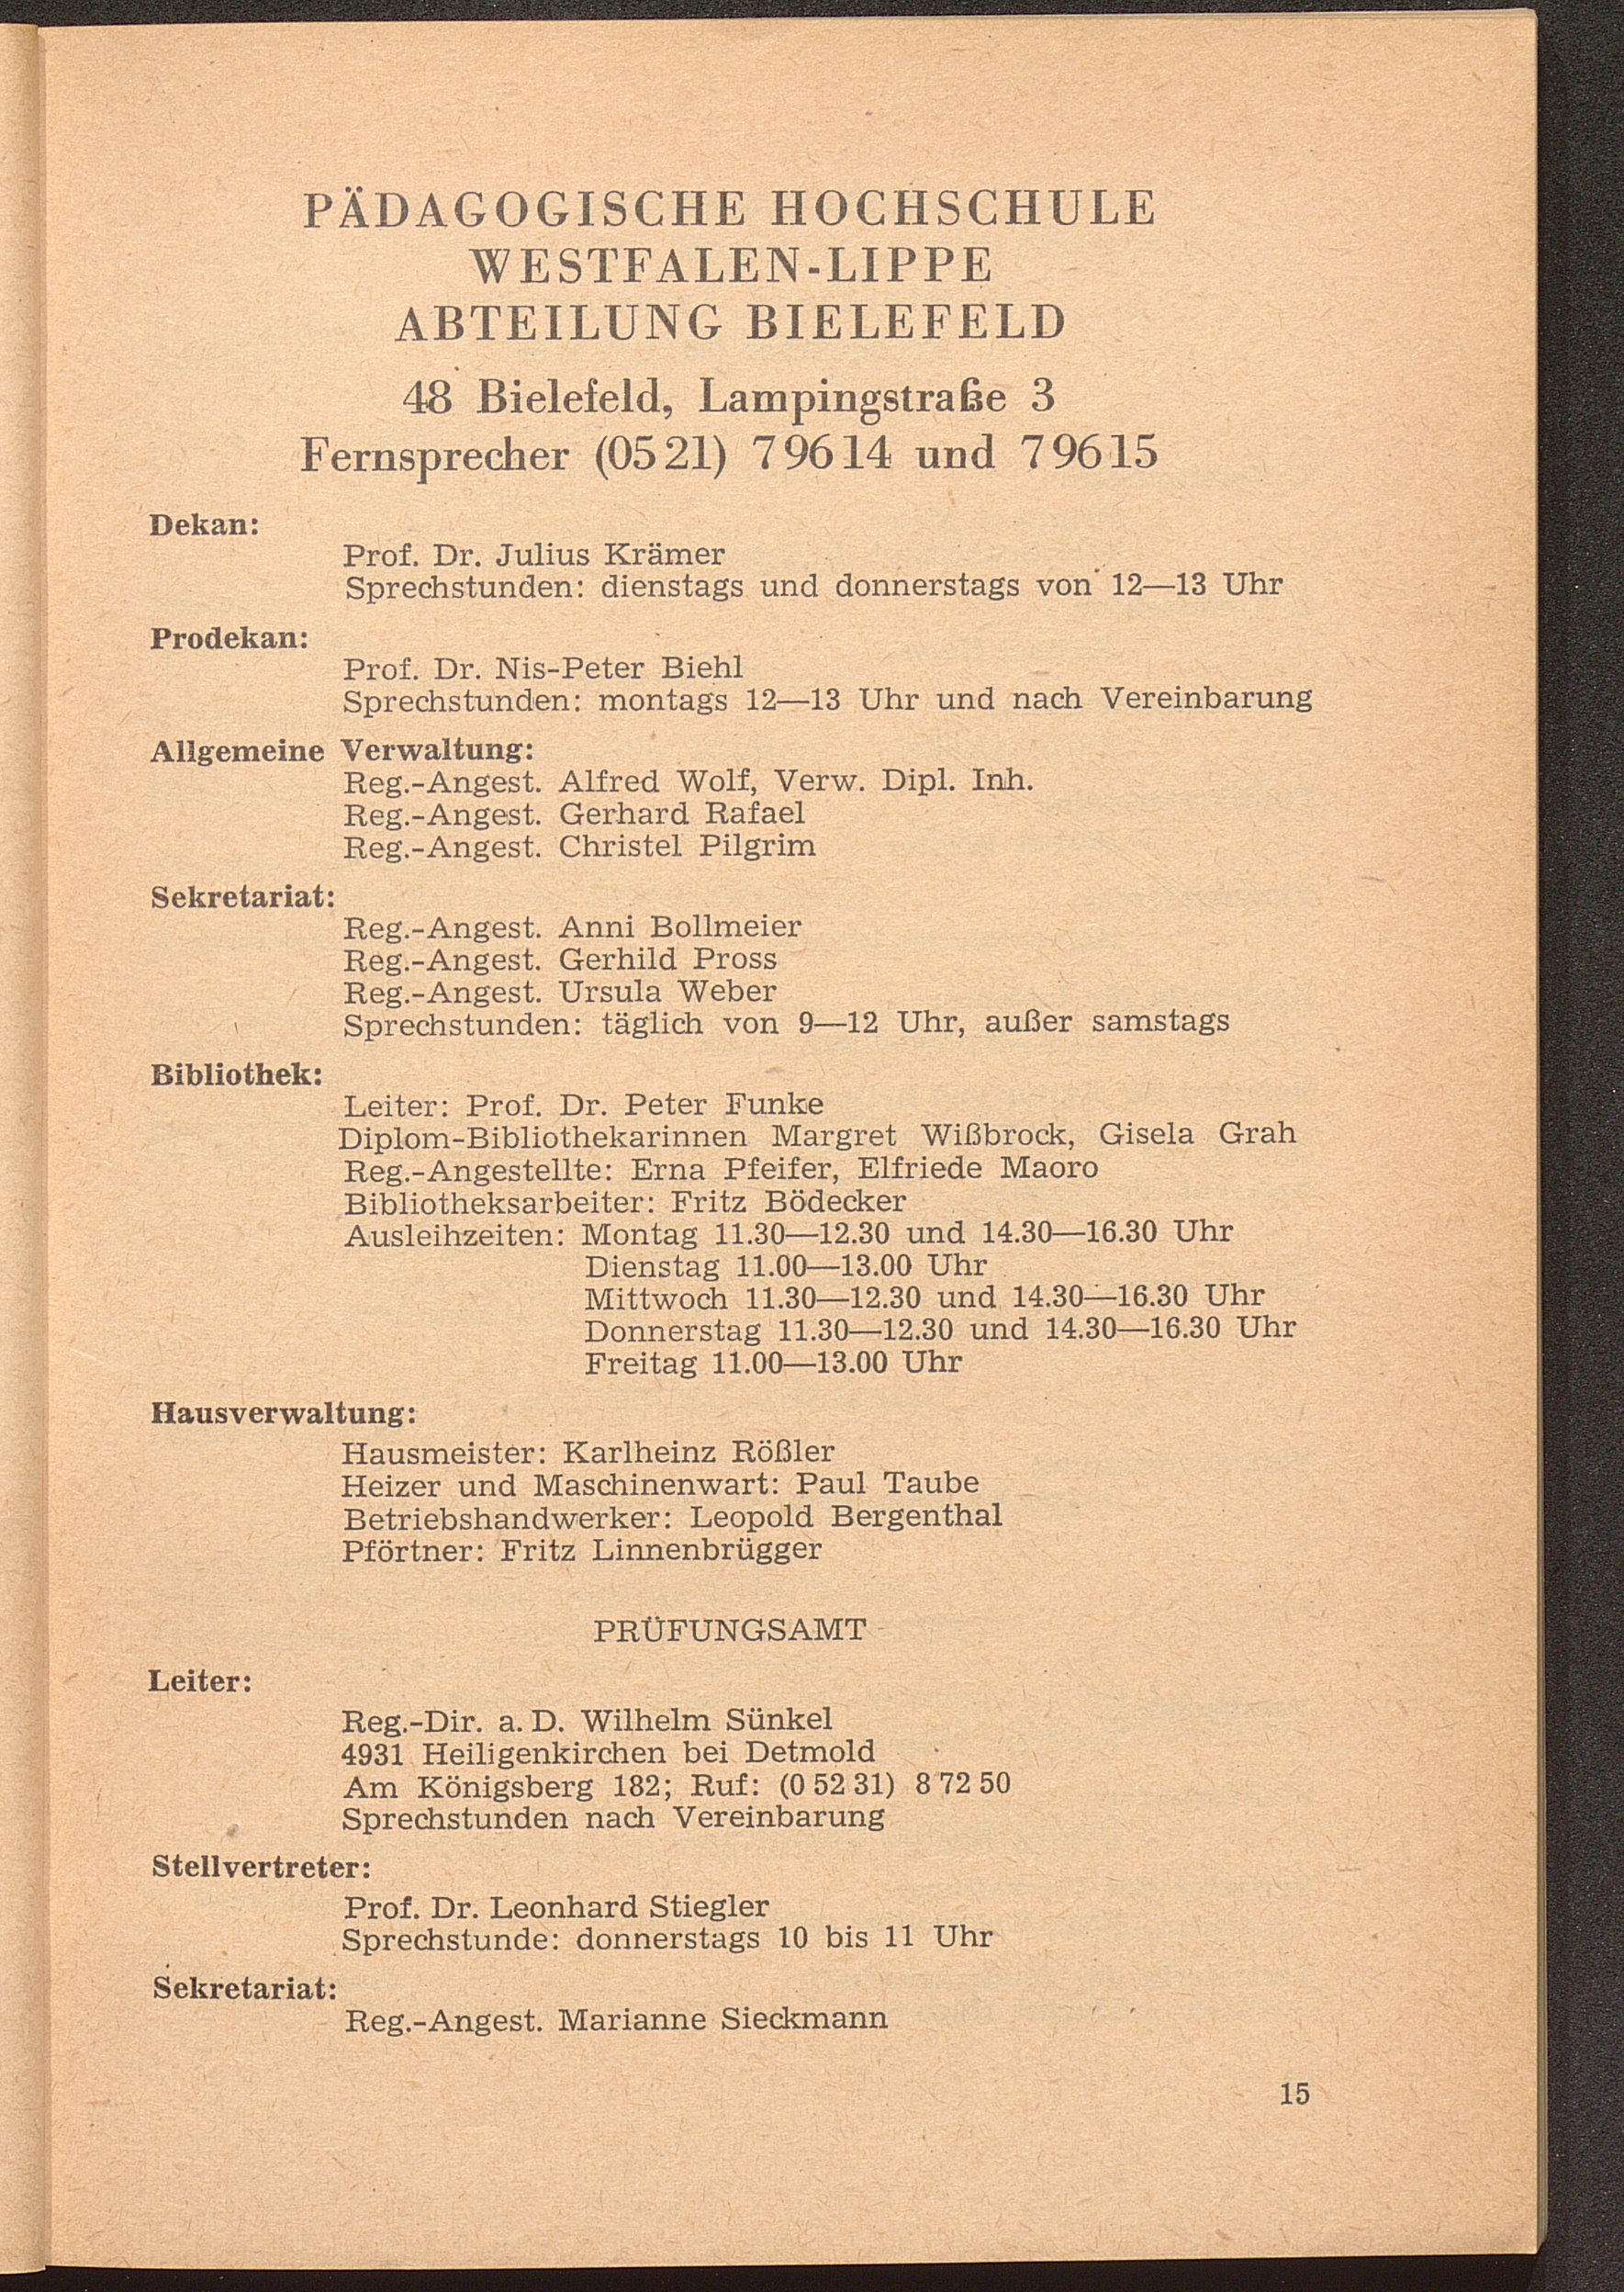 PÄDAGOGISCHE HOCHSCHULE
WESTFALEN-LIPPE
ABTEILUNG BIELEFELD
48 Bielefeld, Lampingstraße 3
Fernsprecher (05 21) 7 96 14 und 7 96 15
Dekan:
Prof. Dr. Julius Krämer
Sprechstunden: dienstags und donnerstags von 12—13 Uhr
Prodekan:
Prof. Dr. Nis-Peter Biehl
Sprechstunden: montags 12—13 Uhr und nach Vereinbarung
Allgemeine Verwaltung:
Reg.-Angest. Alfred Wolf, Verw. Dipl. Inh.
Reg.-Angest. Gerhard Rafael
Reg.-Angest. Christel Pilgrim
Sekretariat:
Reg.-Angest. Anni Bollmeier
Reg.-Angest. Gerhild Pross
Reg.-Angest. Ursula Weber
Sprechstunden: täglich von 9—12 Uhr, außer samstags
Bibliothek:
Leiter: Prof. Dr. Peter Funke
Diplom-Bibliothekarinnen Margret Wißbrock, Gisela Grah
Reg.-Angestellte: Erna Pfeifer, Elfriede Maoro
Bibliotheksarbeiter: Fritz Bödecker
Ausleihzeiten: Montag 11.30—12.30 und 14.30—16.30 Uhr
Dienstag 11.00—13.00 Uhr
Mittwoch 11.30—12.30 und 14.30—16.30 Uhr
Donnerstag 11.30—12.30 und 14.30—16.30 Uhr
Freitag 11.00—13.00 Uhr
Hausverwaltung:
Hausmeister: Karlheinz Rößler
Heizer und Maschinenwart: Paul Taube
Betriebshandwerker: Leopold Bergenthal
Pförtner: Fritz Linnenbrügger
PRÜFUNGSAMT
Leiter:
Reg.-Dir. a. D. Wilhelm Sünkel
4931 Heiligenkirchen bei Detmold
Am Königsberg 182; Ruf: (0 52 31) 8 72 50
Sprechstunden nach Vereinbarung
Stellvertreter:
Prof. Dr. Leonhard Stiegler
Sprechstunde: donnerstags 10 bis 11 Uhr
Sekretariat:
Reg.-Angest. Marianne Sieckmann
15